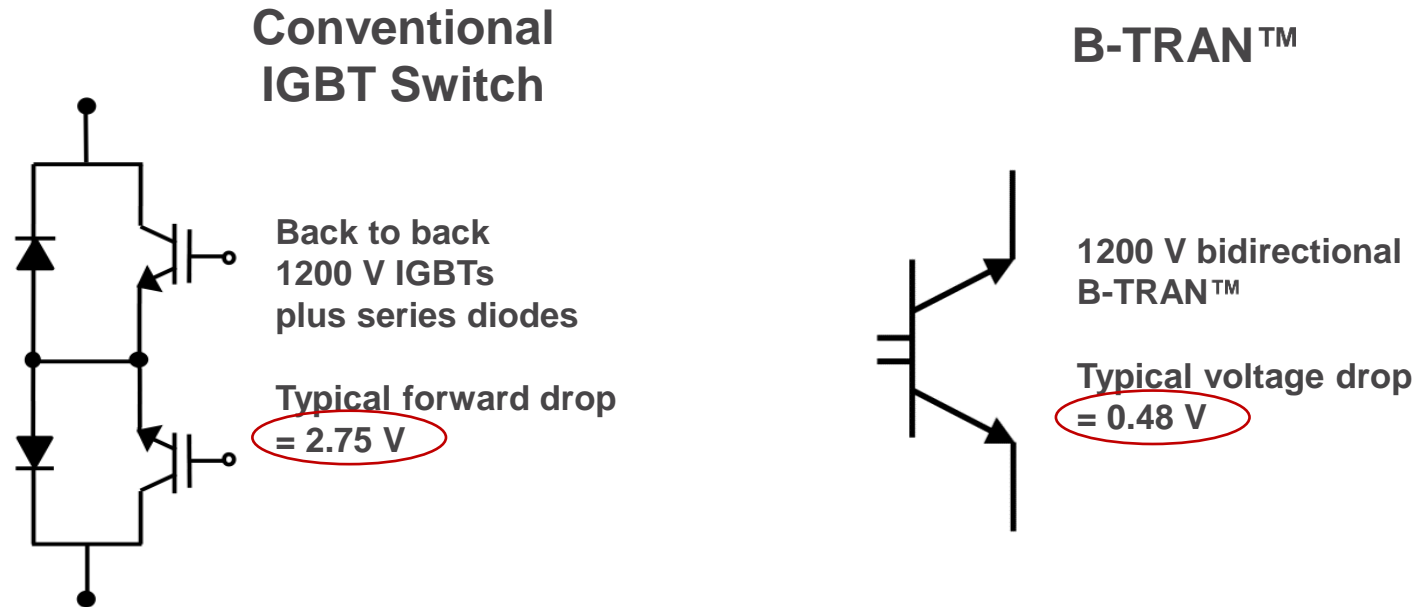 Conventional
IGBT Switch
Back to back
1200 V IGBTs
plus series diodes
Typical forward drop
= 2.75 V
B-TRAN™
1200 V bidirectional
B-TRAN™
Typical voltage drop
= 0.48 V